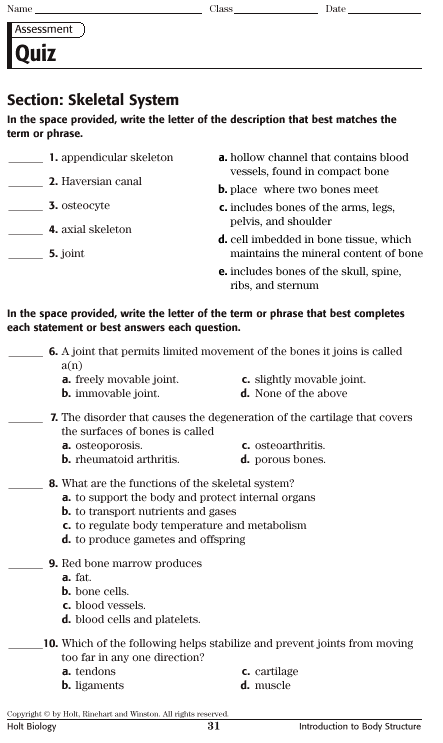 Name Class Date
Assessment
Quiz
Section: Skeletal System
In the space provided, write the letter of the description that best matches the
term or phrase.
1. appendicular skeleton
2. Haversian canal
3. osteocyte
4. axial skeleton
5. joint
a. hollow channel that contains blood
vessels, found in compact bone
b. place where two bones meet
c. includes bones of the arms, legs,
pelvis, and shoulder
d. cell imbedded in bone tissue, which
maintains the mineral content of bone
e. includes bones of the skull, spine,
ribs, and sternum
In the space provided, write the letter of the term or phrase that best completes
each statement or best answers each question.
6. A joint that permits limited movement of the bones it joins is called
a(n)
a. freely movable joint. c. slightly movable joint.
b. immovable joint. d. None of the above
7. The disorder that causes the degeneration of the cartilage that covers
the surfaces of bones is called
a. osteoporosis. c. osteoarthritis.
b. rheumatoid arthritis. d. porous bones.
8. What are the functions of the skeletal system?
a. to support the body and protect internal organs
b. to transport nutrients and gases
c. to regulate body temperature and metabolism
d. to produce gametes and offspring
9. Red bone marrow produces
a. fat.
b. bone cells.
c. blood vessels.
d. blood cells and platelets.
10. Which of the following helps stabilize and prevent joints from moving
too far in any one direction?
a. tendons c. cartilage
b. ligaments d. muscle
Copyright © by Holt, Rinehart and Winston. All rights reserved.
Holt Biology 31 Introduction to Body Structure